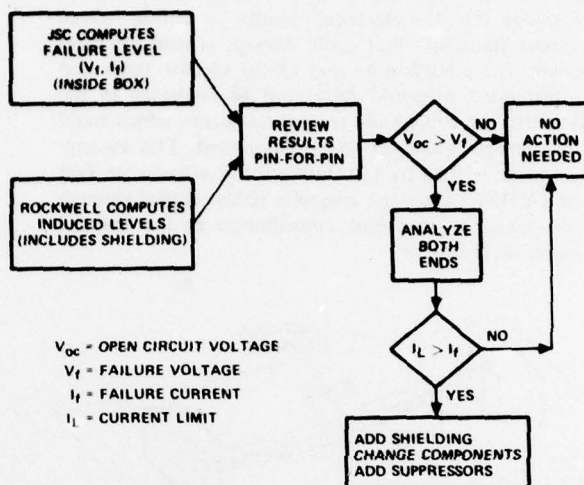 JSC COMPUTES
FAILURE LEVEL
(Vf, If)
(INSIDE BOX)
ROCKWELL COMPUTES
INDUCED LEVELS
(INCLUDES SHIELDING)
REVIEW
RESULTS
PIN-FOR-PIN
Voc > Vf
NO
NO
ACTION
NEEDED
YES
ANALYZE
BOTH
ENDS
IL > If
NO
YES
ADD SHIELDING
CHANGE COMPONENTS
ADD SUPPRESSORS
Voc = OPEN CIRCUIT VOLTAGE
Vf = FAILURE VOLTAGE
If = FAILURE CURRENT
IL = CURRENT LIMIT